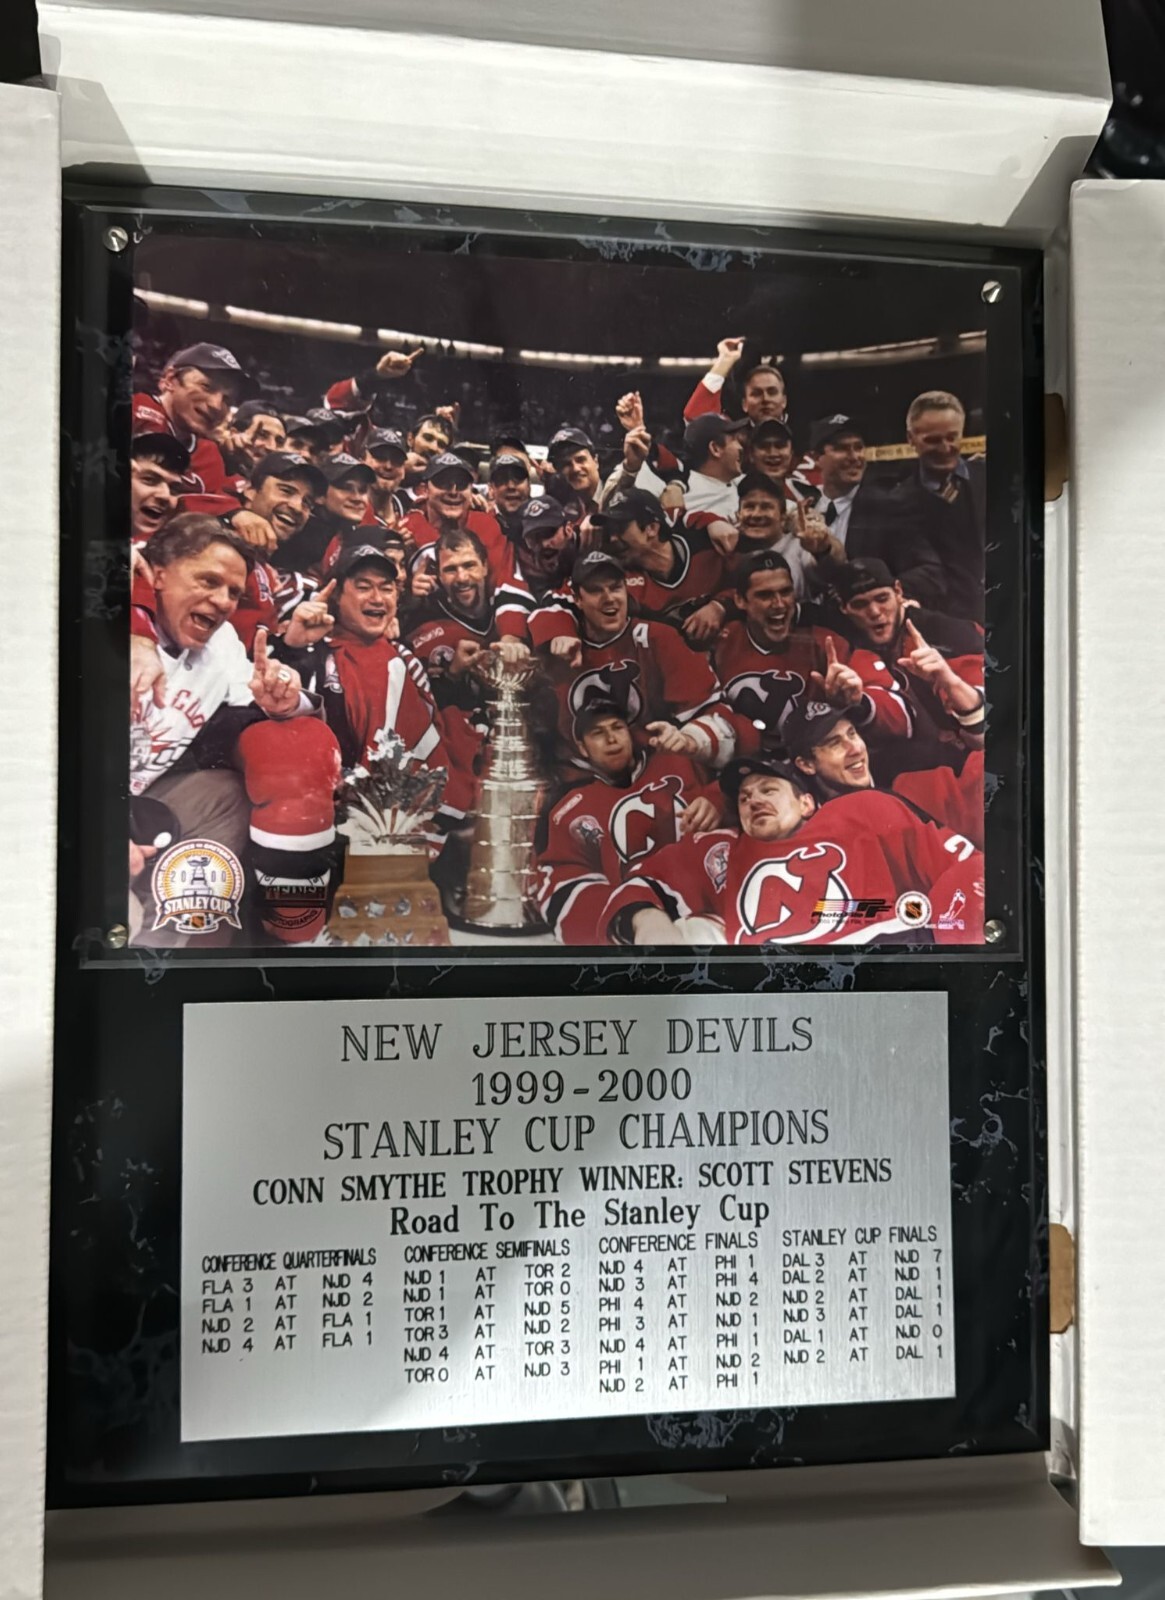 2000
STANLEY CUP
PhotoFile
NEW JERSEY DEVILS
1999-2000
STANLEY CUP CHAMPIONS
CONN SMYTHE TROPHY WINNER: SCOTT STEVENS
Road To The Stanley Cup
CONFERENCE QUARTERFINALS
FLA 3 AT NJD 4
FLA 1 AT NJD 2
NJD 2 AT FLA 1
NJD 4 AT FLA 1
CONFERENCE SEMIFINALS
NJD 1 AT TOR 2
NJD 1 AT TOR 0
TOR 1 AT NJD 5
TOR 3 AT NJD 2
NJD 4 AT TOR 3
TOR 0 AT NJD 3
CONFERENCE FINALS
NJD 4 AT PHI 1
NJD 3 AT PHI 4
PHI 4 AT NJD 2
PHI 3 AT NJD 1
NJD 4 AT PHI 1
PHI 1 AT NJD 2
NJD 2 AT PHI 1
STANLEY CUP FINALS
DAL 3 AT NJD 7
DAL 2 AT NJD 1
NJD 2 AT DAL 1
NJD 3 AT DAL 1
DAL 1 AT NJD 0
NJD 2 AT DAL 1